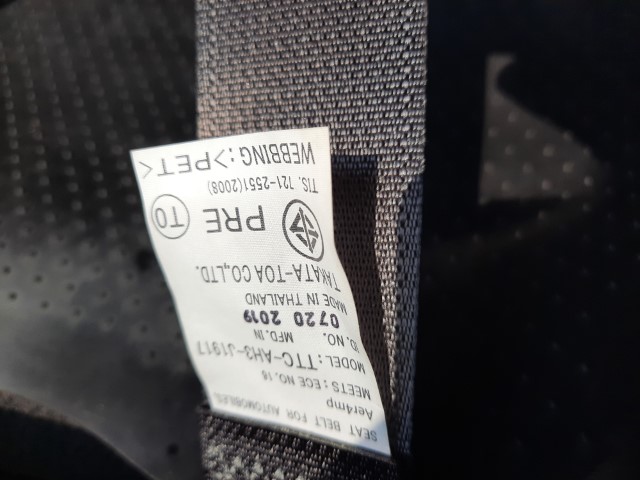 SEAT BELT FOR AUTOMOBILES.
Aer4mp
MEETS : ECE NO.16
MODEL : TTC-AH3-J1917
ID. NO. MFD. IN
0720 2019
MADE IN THAILAND
TAKATA-TOA CO.,LTD.
PRE TO
TIS. 721-2551(2008)
WEBBING : >PET<